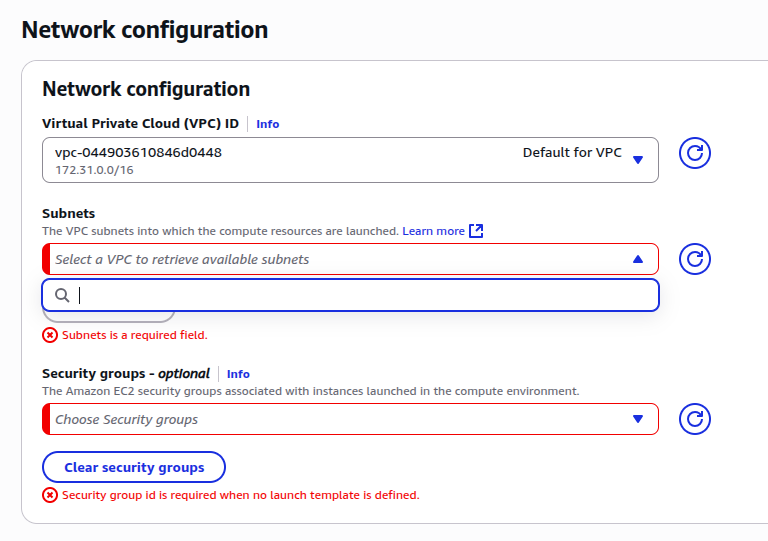 Network configuration
Network configuration
Virtual Private Cloud (VPC) ID Info
vpc-044903610846d0448 Default for VPC
172.31.0.0/16
Subnets
The VPC subnets into which the compute resources are launched. Learn more
Select a VPC to retrieve available subnets
Subnets is a required field.
Security groups - optional Info
The Amazon EC2 security groups associated with instances launched in the compute environment.
Choose Security groups
Clear security groups
Security group id is required when no launch template is defined.